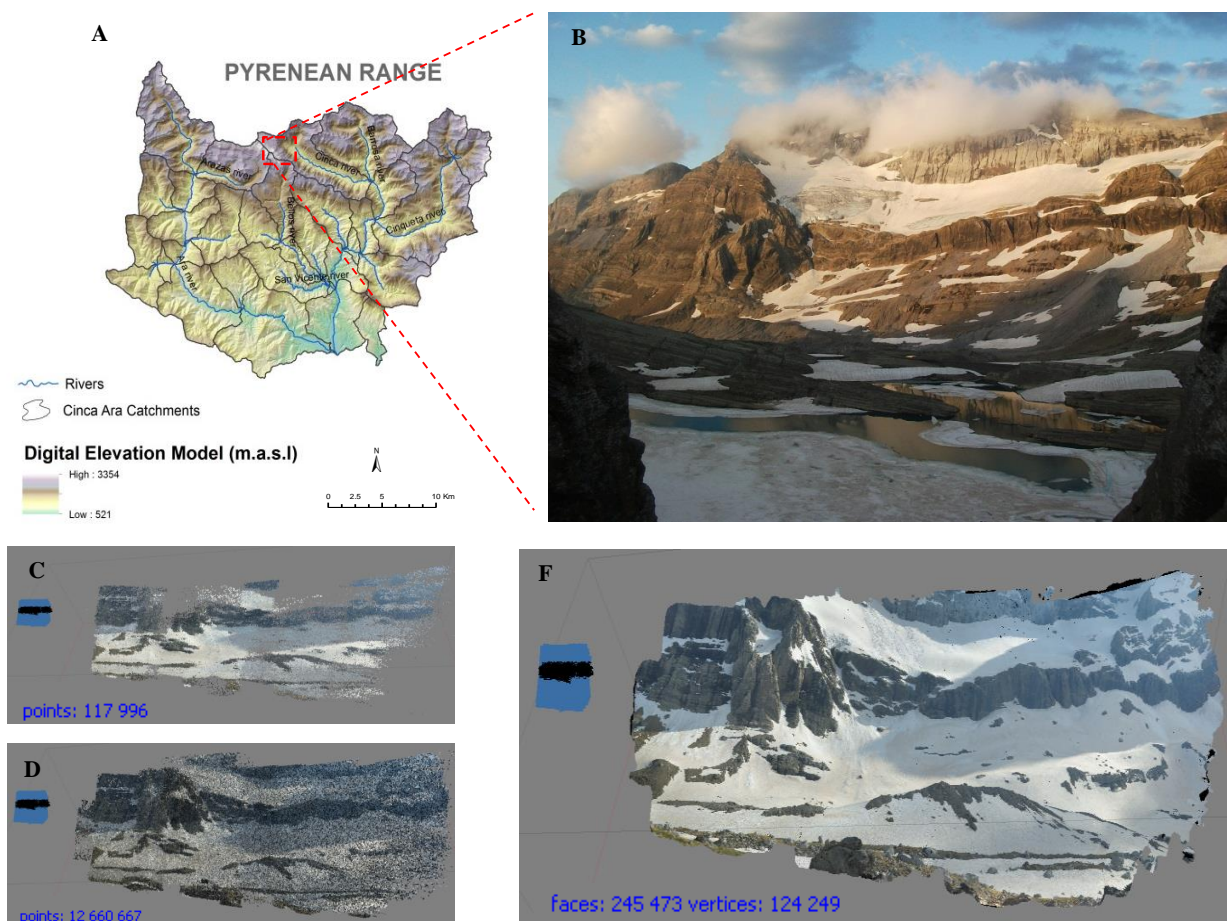 A
PYRENEAN RANGE
Arazas river
Cinca river
Cinqueta river
Ara river
San Vicente river
Rivers
Cinca Ara Catchments
Digital Elevation Model (m.a.s.l)
High : 3354
Low : 521
N
0 2.5 5 10 Km
B
C
points: 117 996
D
points: 12 660 667
F
faces: 245 473 vertices: 124 249